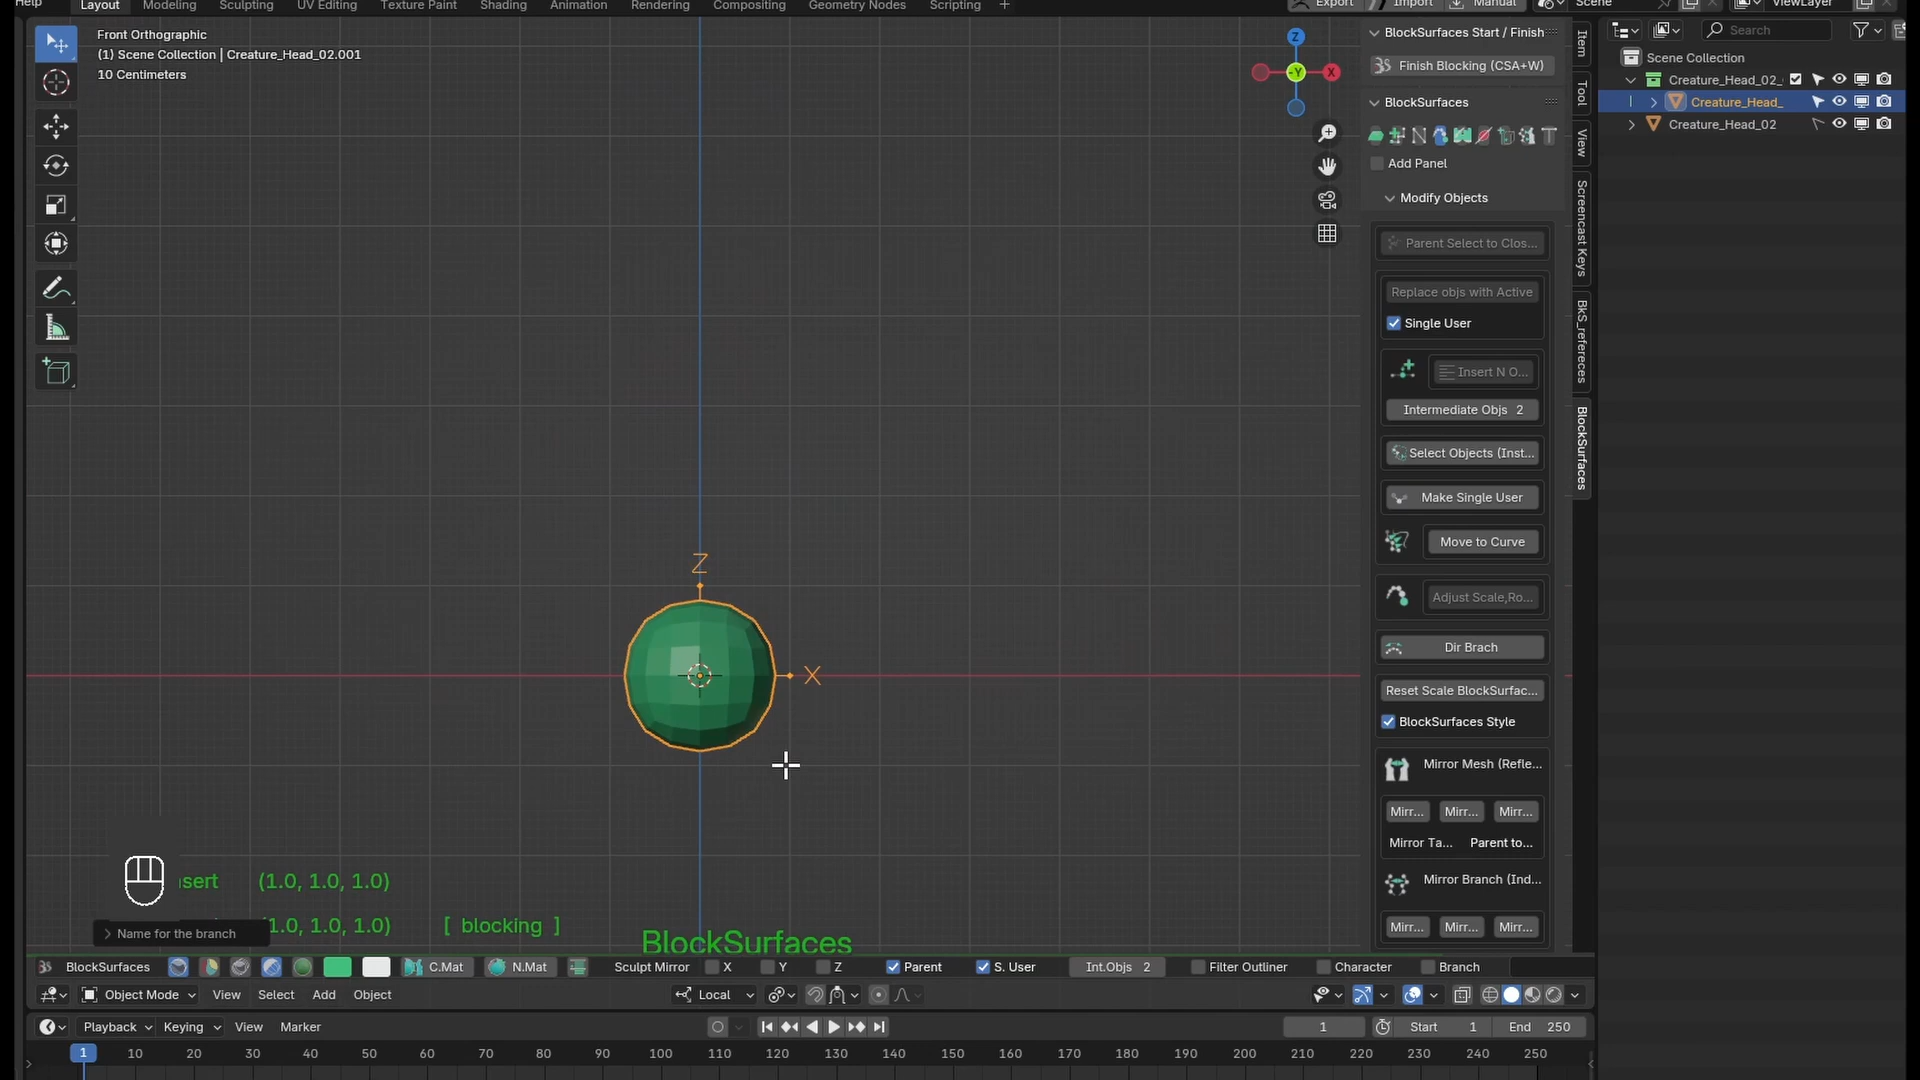 Help
Layout Modeling Sculpting UV Editing Texture Paint Shading Animation Rendering Compositing Geometry Nodes Scripting +
Export Import Manual Scene ViewLayer
Front Orthographic
(1) Scene Collection | Creature_Head_02.001
10 Centimeters
Z
-Y
X
BlockSurfaces Start / Finish
Finish Blocking (CSA+W)
BlockSurfaces
Add Panel
Modify Objects
Parent Select to Clos...
Replace objs with Active
Single User
Insert N O...
Intermediate Objs 2
Select Objects (Inst...
Make Single User
Move to Curve
Adjust Scale,Ro...
Dir Brach
Reset Scale BlockSurfac...
BlockSurfaces Style
Mirror Mesh (Refle...
Mirr... Mirr... Mirr...
Mirror Ta... Parent to...
Mirror Branch (Ind...
Mirr... Mirr... Mirr...
Item
Tool
View
Screencast Keys
BkS_refereces
BlockSurfaces
Search
Scene Collection
Creature_Head_02_
Creature_Head_
Creature_Head_02
Z
X
nsert (1.0, 1.0, 1.0)
Name for the branch 1.0, 1.0, 1.0) [ blocking ]
BlockSurfaces
BlockSurfaces C.Mat N.Mat Sculpt Mirror X Y Z Parent S. User Int.Objs 2 Filter Outliner Character Branch
Object Mode View Select Add Object Local
Playback Keying View Marker 1 Start 1 End 250
1 10 20 30 40 50 60 70 80 90 100 110 120 130 140 150 160 170 180 190 200 210 220 230 240 250